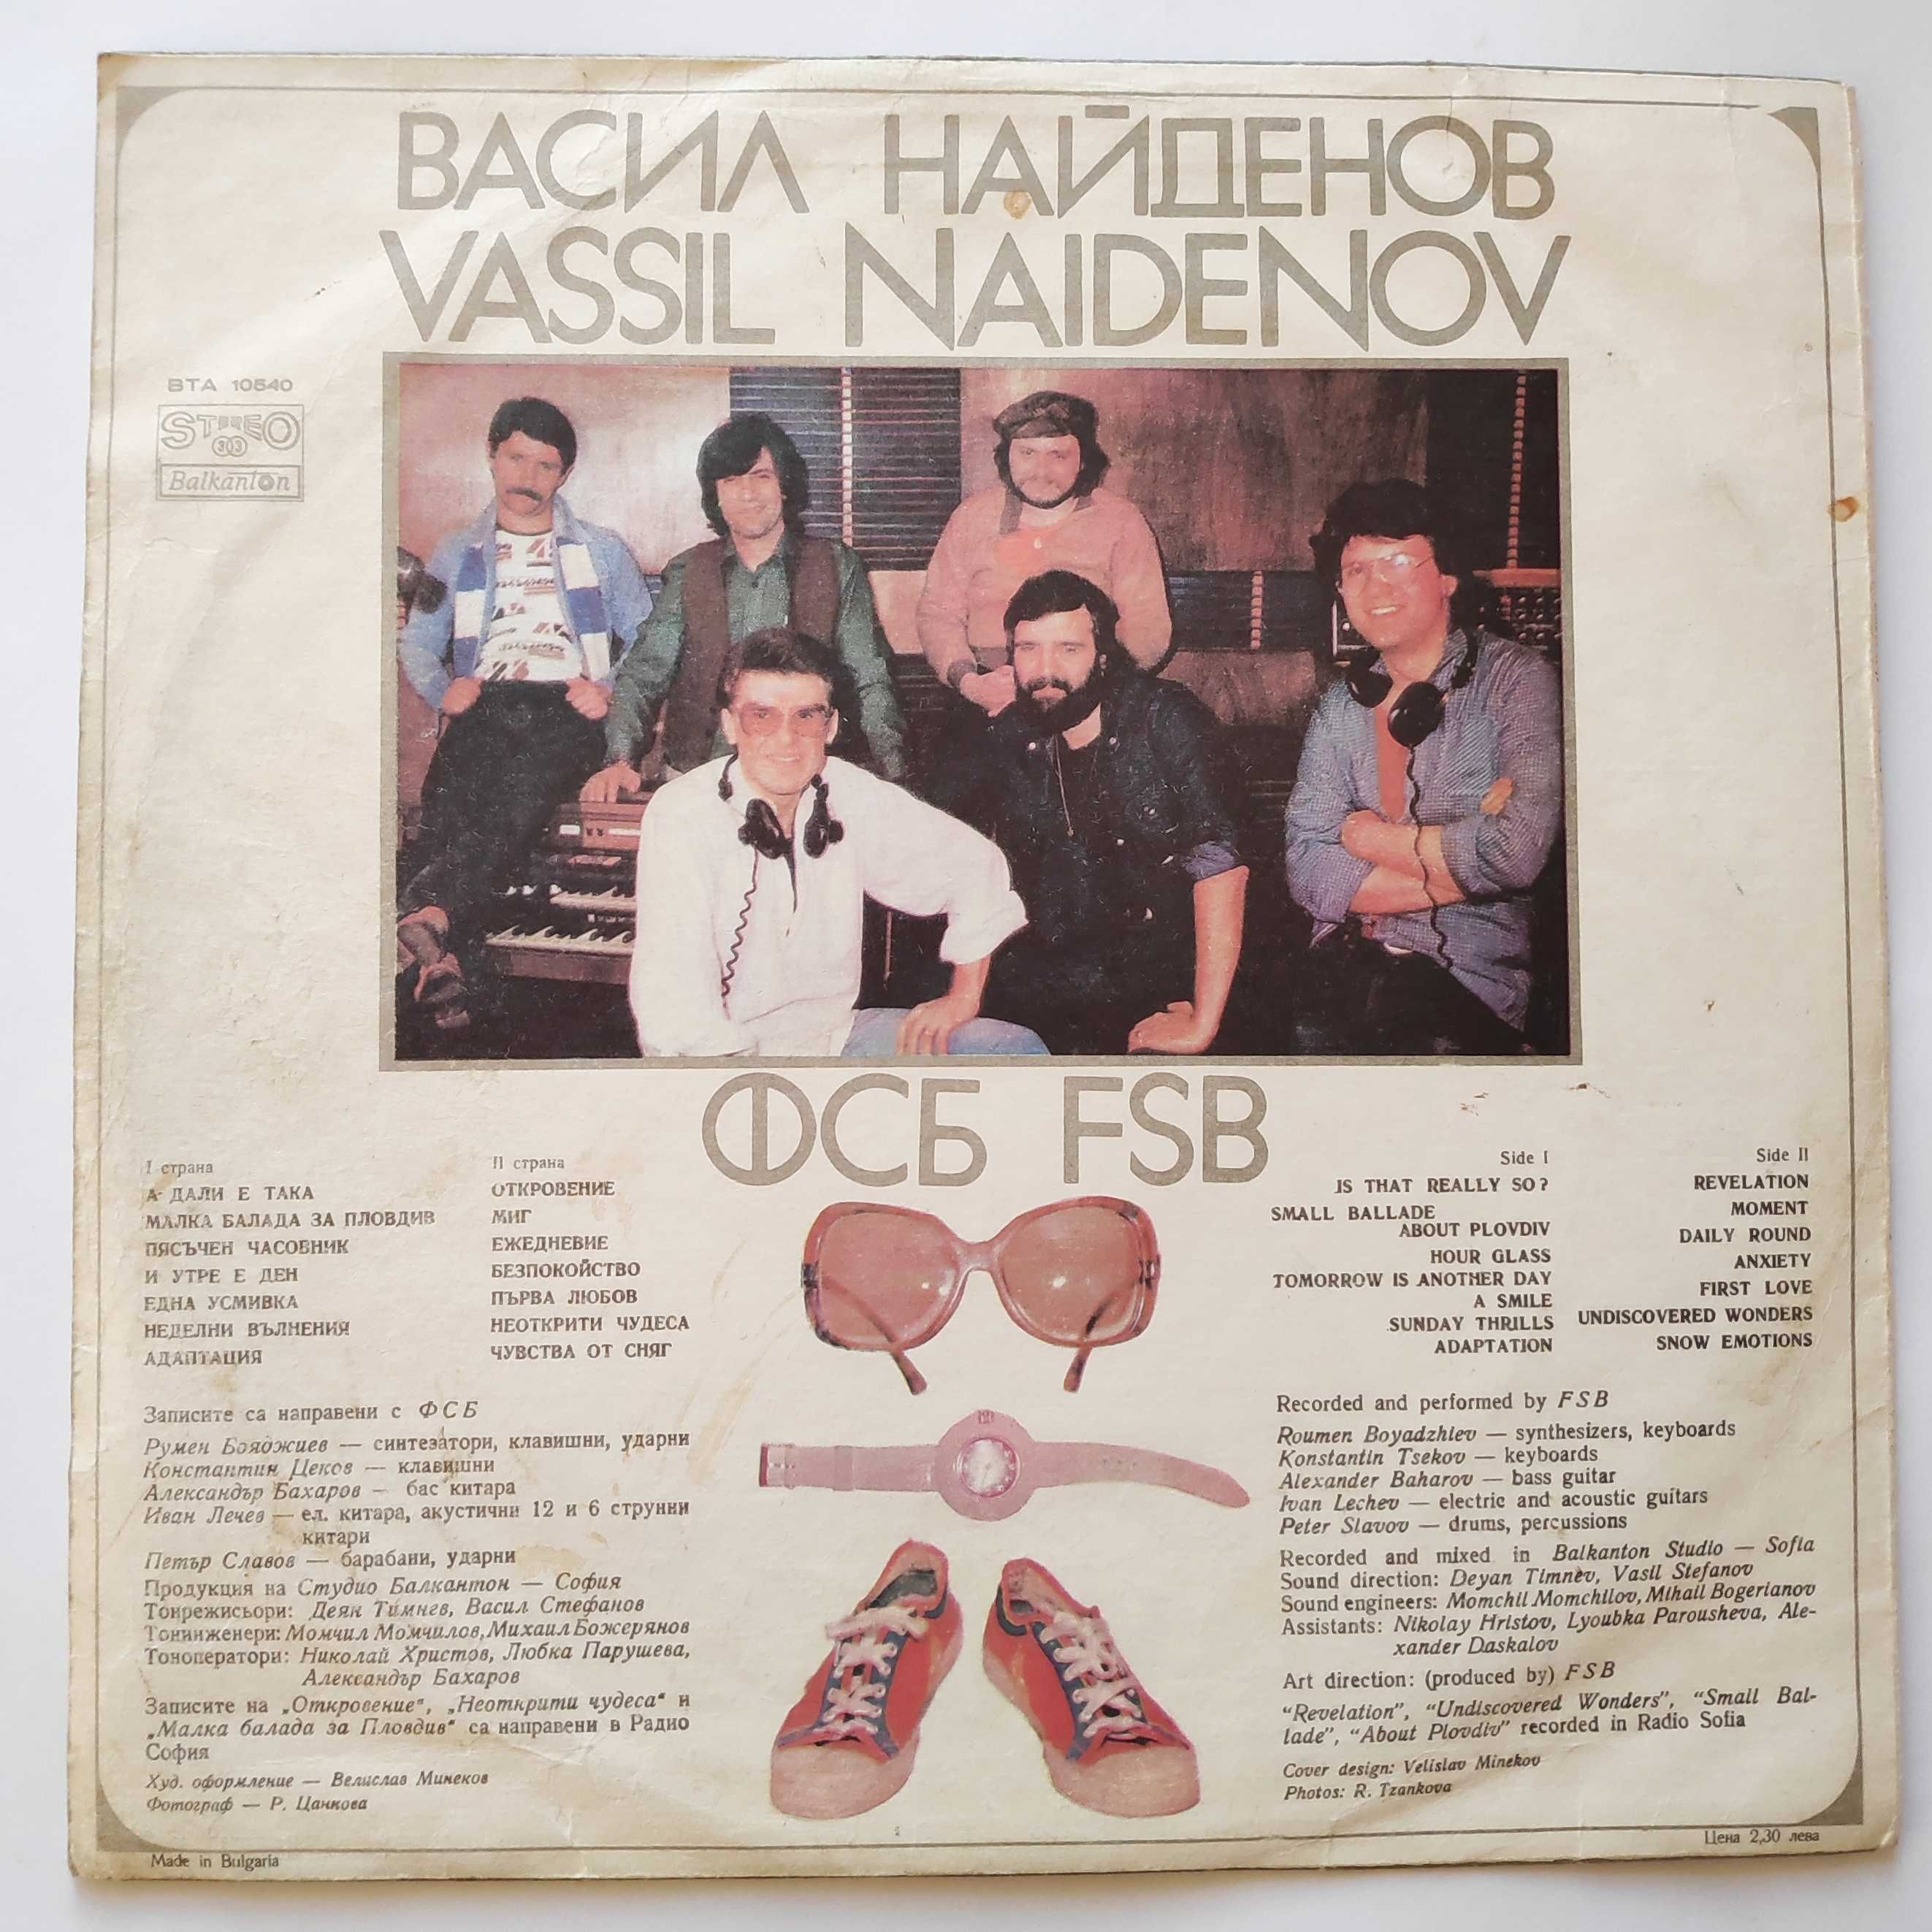 ВАСИЛ НАЙДЕНОВ
VASSIL NAIDENOV
ВТА 10540
STEREO
303
Balkanton
ФСБ FSB
I страна
А ДАЛИ Е ТАКА
МАЛКА БАЛАДА ЗА ПЛОВДИВ
ПЯСЪЧЕН ЧАСОВНИК
И УТРЕ Е ДЕН
ЕДНА УСМИВКА
НЕДЕЛНИ ВЪЛНЕНИЯ
АДАПТАЦИЯ
II страна
ОТКРОВЕНИЕ
МИГ
ЕЖЕДНЕВИЕ
БЕЗПОКОЙСТВО
ПЪРВА ЛЮБОВ
НЕОТКРИТИ ЧУДЕСА
ЧУВСТВА ОТ СНЯГ
Side I
IS THAT REALLY SO?
SMALL BALLADE
ABOUT PLOVDIV
HOUR GLASS
TOMORROW IS ANOTHER DAY
A SMILE
SUNDAY THRILLS
ADAPTATION
Side II
REVELATION
MOMENT
DAILY ROUND
ANXIETY
FIRST LOVE
UNDISCOVERED WONDERS
SNOW EMOTIONS
Записите са направени с ФСБ
Румен Бояджиев — синтезатори, клавишни, ударни
Константин Цеков — клавишни
Александър Бахаров — бас китара
Иван Лечев — ел. китара, акустични 12 и 6 струнни
китари
Петър Славов — барабани, ударни
Продукция на Студио Балкантон — София
Тонрежисьори: Деян Тимнев, Васил Стефанов
Тонинженери: Момчил Момчилов, Михаил Божерянов
Тоноператори: Николай Христов, Любка Парушева,
Александър Бахаров
Записите на „Откровение“, „Неоткрити чудеса“ и
„Малка балада за Пловдив“ са направени в Радио
София
Худ. оформление — Велислав Минеков
Фотограф — Р. Цанкова
Recorded and performed by FSB
Roumen Boyadzhiev — synthesizers, keyboards
Konstantin Tsekov — keyboards
Alexander Baharov — bass guitar
Ivan Lechev — electric and acoustic guitars
Peter Slavov — drums, percussions
Recorded and mixed in Balkanton Studio — Sofia
Sound direction: Deyan Timnev, Vasil Stefanov
Sound engineers: Momchil Momchilov, Mihail Bogerianov
Assistants: Nikolay Hristov, Lyoubka Parousheva, Ale-
xander Daskalov
Art direction: (produced by) FSB
“Revelation”, “Undiscovered Wonders”, “Small Bal-
lade”, “About Plovdiv” recorded in Radio Sofia
Cover design: Velislav Minekov
Photos: R. Tzankova
Made in Bulgaria
Цена 2,30 лева